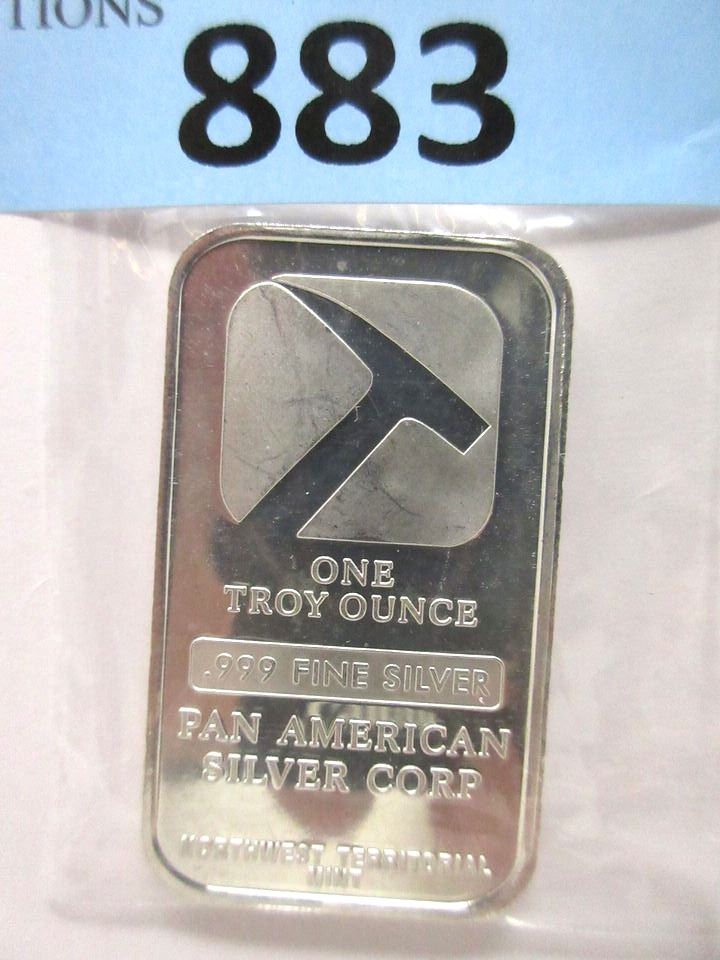 TIONS
883
ONE
TROY OUNCE
.999 FINE SILVER
PAN AMERICAN
SILVER CORP
NORTHWEST TERRITORIAL
MINT